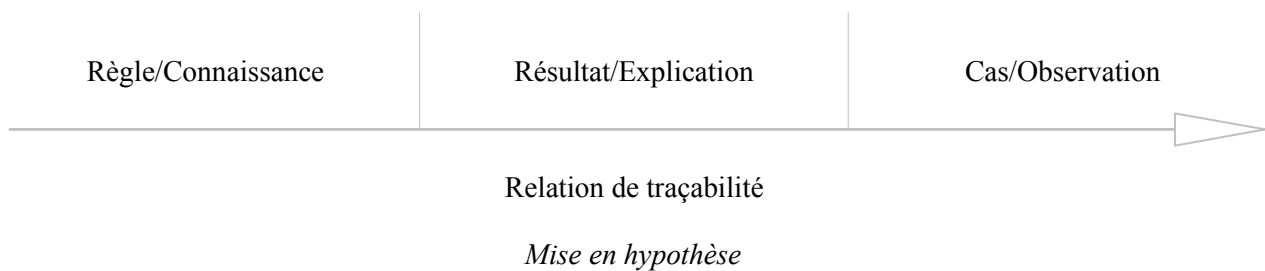 Règle/Connaissance Résultat/Explication Cas/Observation
Relation de traçabilité
Mise en hypothèse